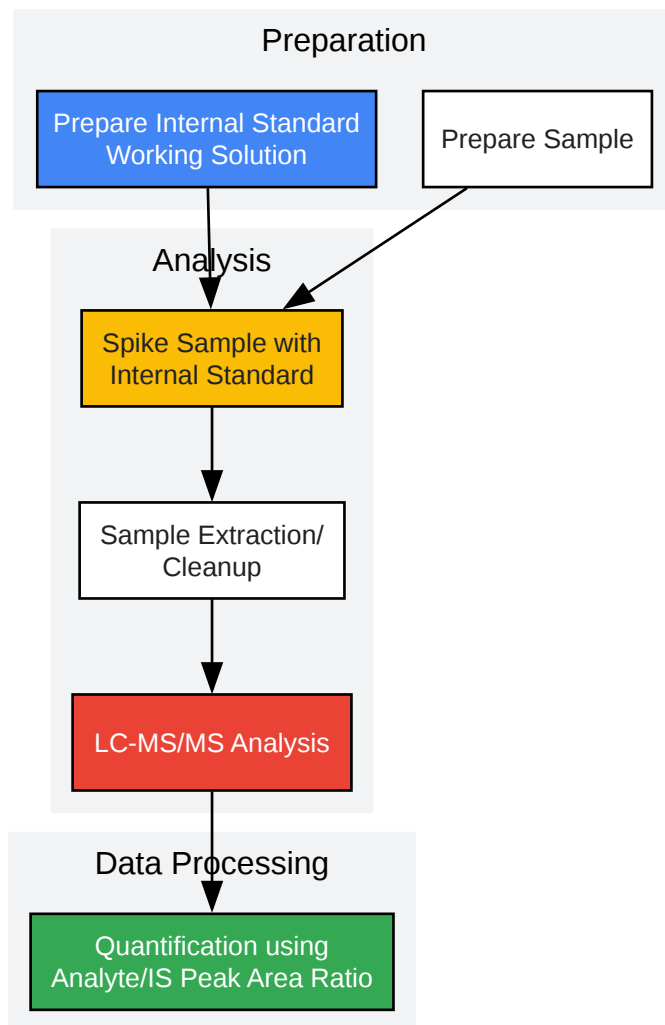 Preparation
Prepare Internal Standard
Working Solution
Prepare Sample
Analysis
Spike Sample with
Internal Standard
Sample Extraction/
Cleanup
LC-MS/MS Analysis
Data Processing
Quantification using
Analyte/IS Peak Area Ratio